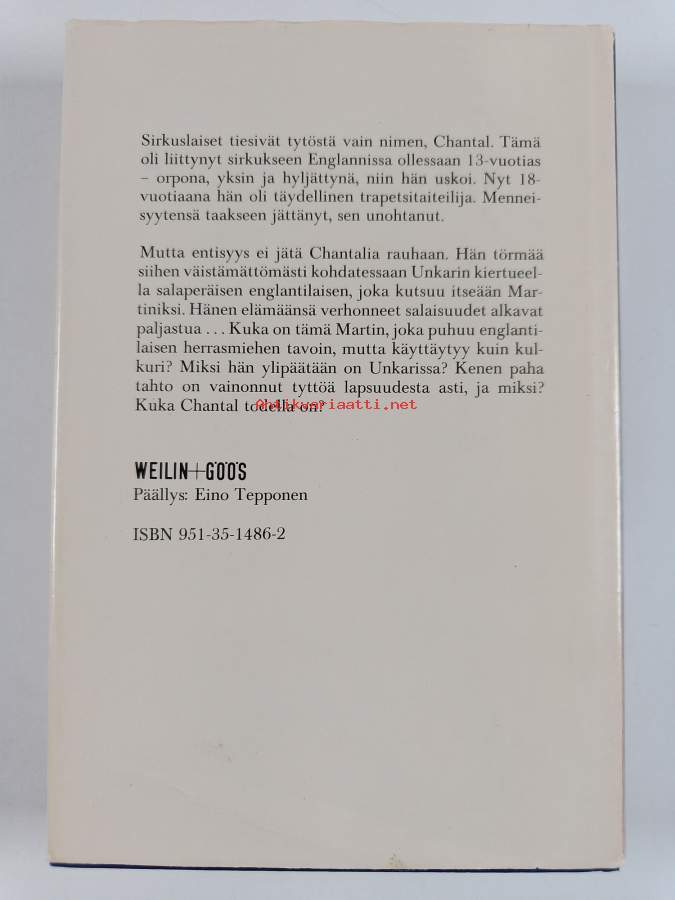 Sirkuslaiset tiesivät tytöstä vain nimen, Chantal. Tämä
oli liittynyt sirkukseen Englannissa ollessaan 13-vuotias
– orpona, yksin ja hyljättynä, niin hän uskoi. Nyt 18-
vuotiaana hän oli täydellinen trapetsitaiteilija. Mennei-
syytensä taakseen jättänyt, sen unohtanut.
Mutta entisyys ei jätä Chantalia rauhaan. Hän törmää
siihen väistämättömästi kohdatessaan Unkarin kiertueel-
la salaperäisen englantilaisen, joka kutsuu itseään Mar-
tiniksi. Hänen elämäänsä verhonneet salaisuudet alkavat
paljastua ... Kuka on tämä Martin, joka puhuu englanti-
laisen herrasmiehen tavoin, mutta käyttäytyy kuin kul-
kuri? Miksi hän ylipäätään on Unkarissa? Kenen paha
tahto on vainonnut tyttöä lapsuudesta asti, ja miksi?
Kuka Chantal todella on?
Antikvariaatti.net
WEILIN+GÖÖS
Päällys: Eino Tepponen
ISBN 951-35-1486-2